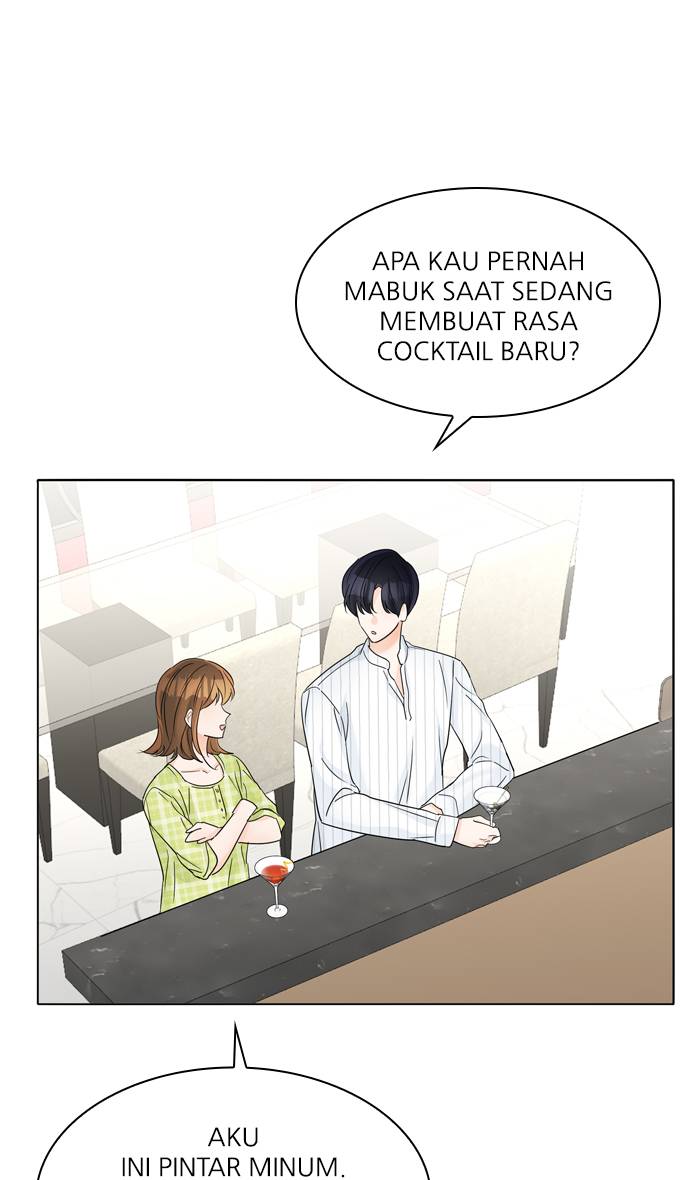 APA KAU PERNAH
MABUK SAAT SEDANG
MEMBUAT RASA
COCKTAIL BARU?
AKU
INI PINTAR MINUM.